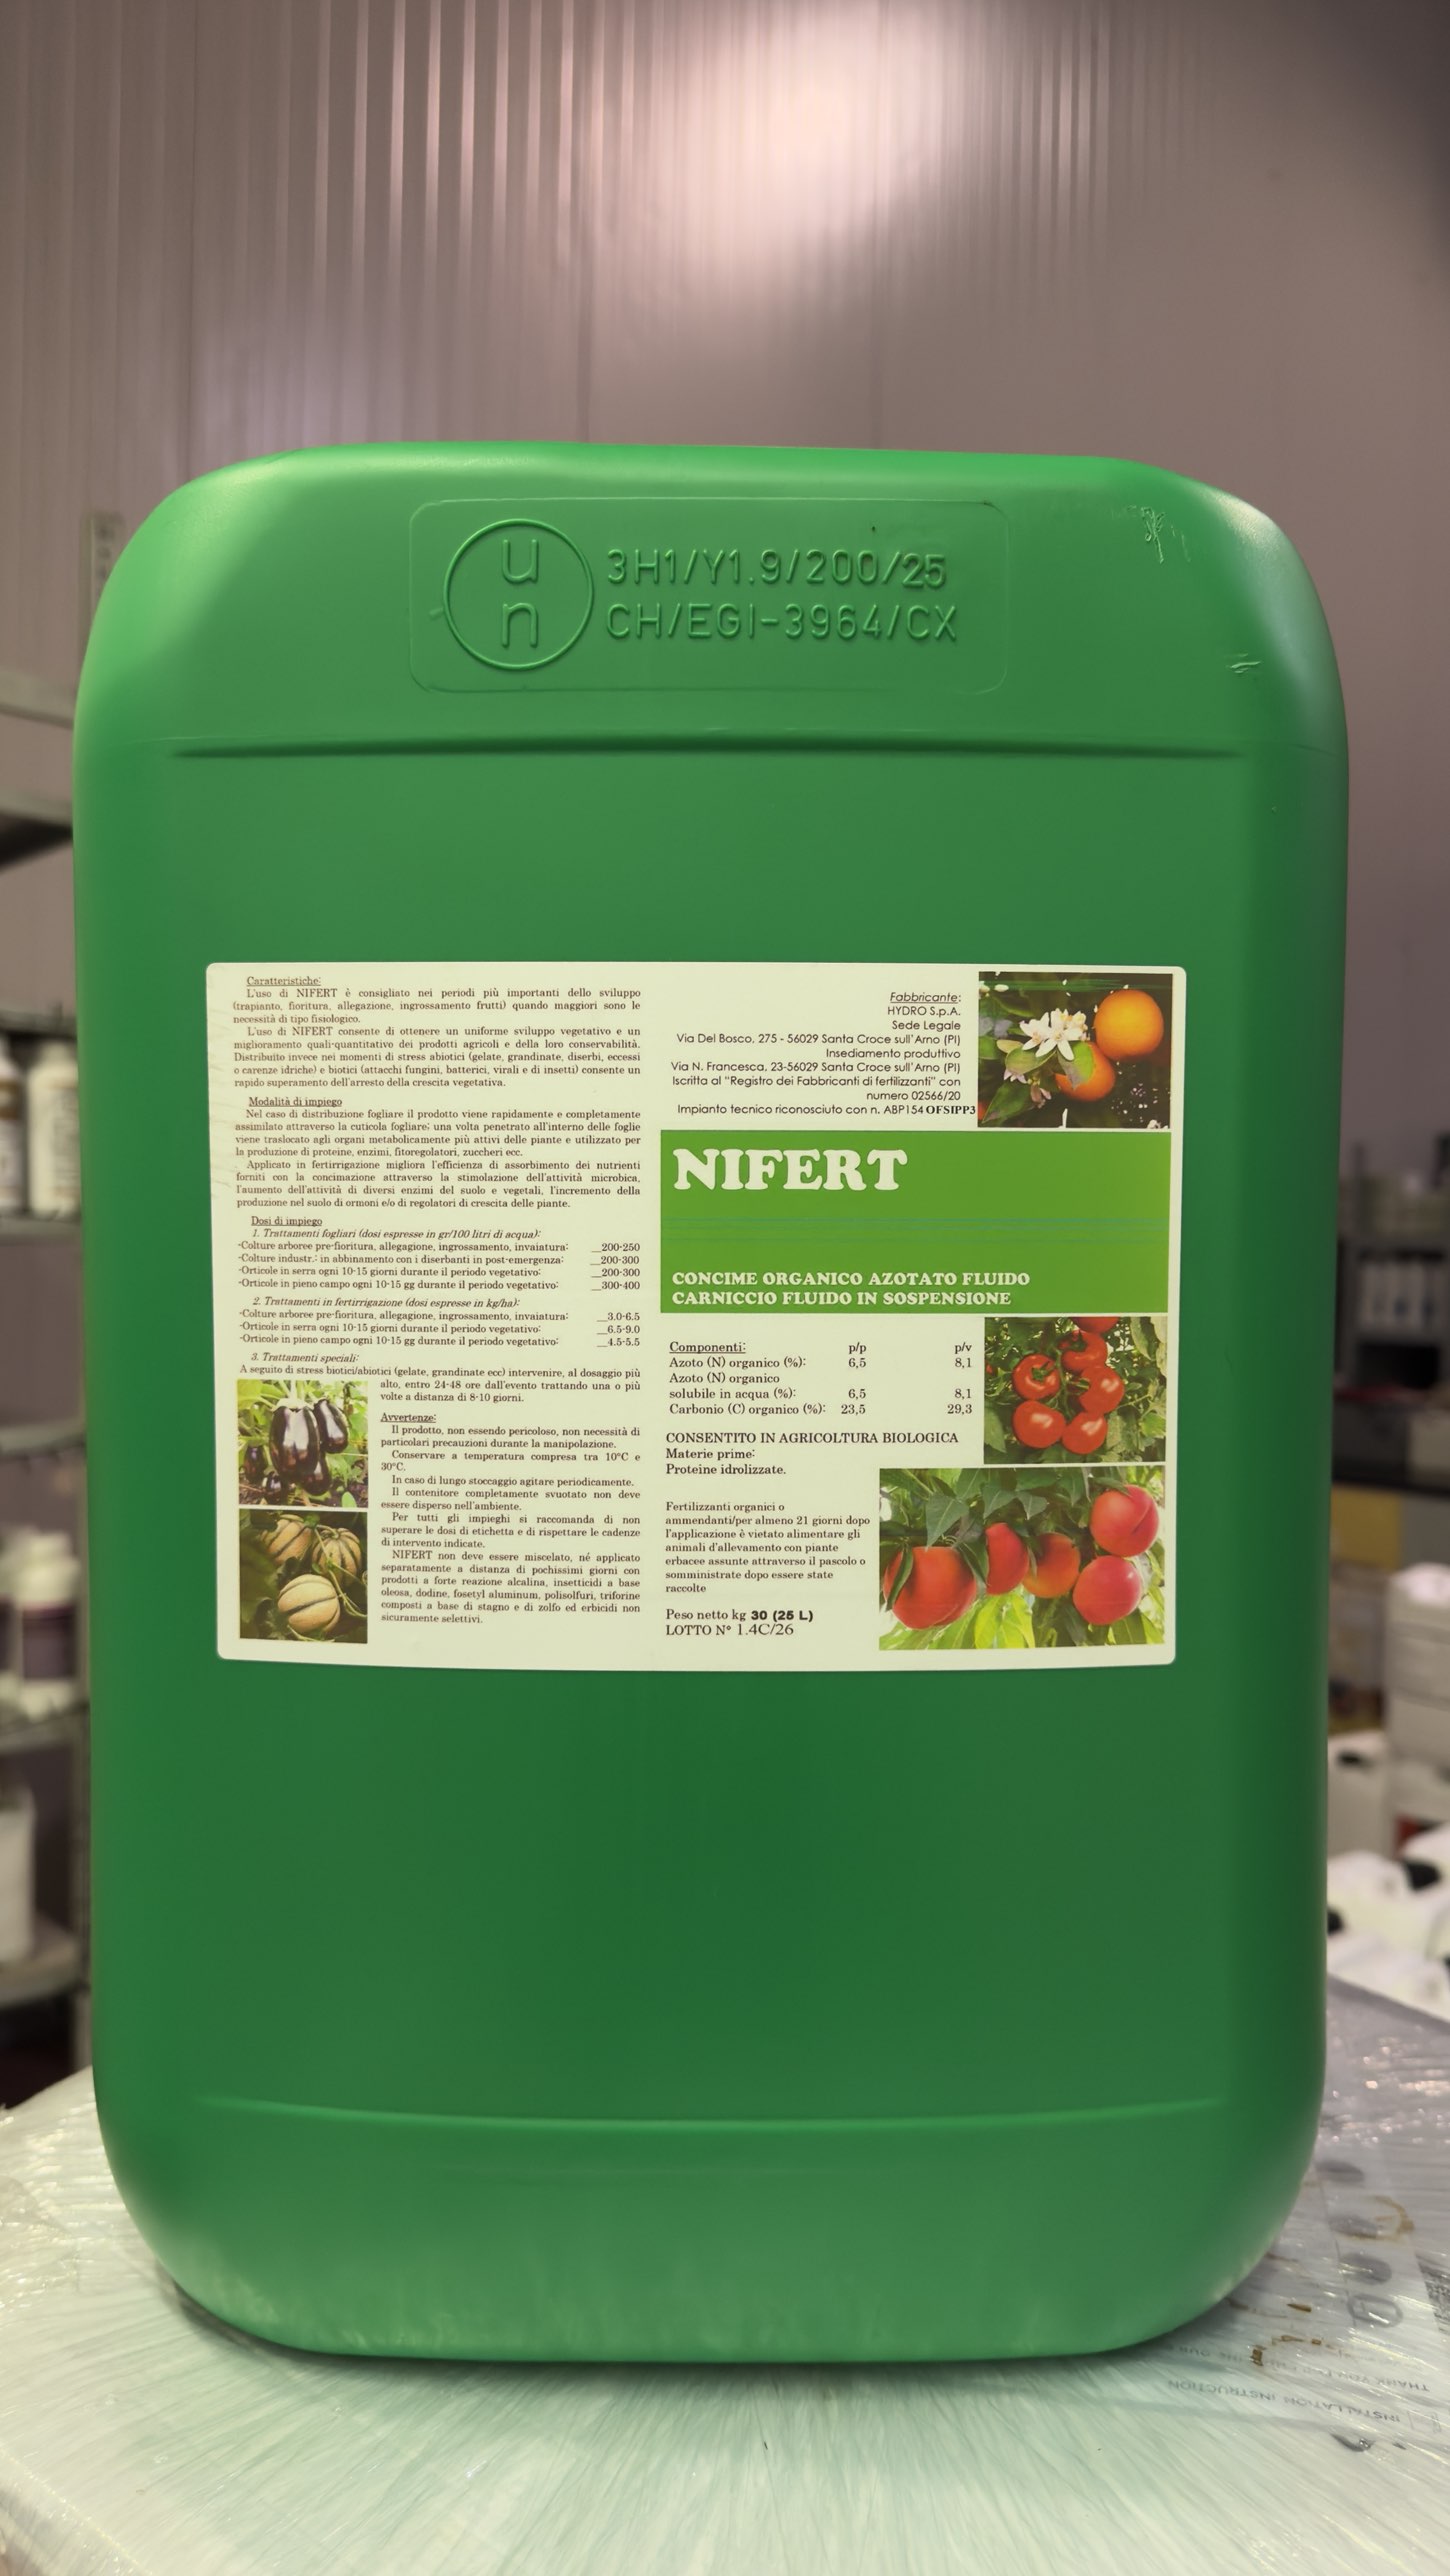 un
3H1/Y1.9/200/25
CH/EGI-3964/CX
Caratteristiche:
L'uso di NIFERT è consigliato nei periodi più importanti dello sviluppo
(trapianto, fioritura, allegazione, ingrossamento frutti) quando maggiori sono le
necessità di tipo fisiologico.
L'uso di NIFERT consente di ottenere un uniforme sviluppo vegetativo e un
miglioramento quali-quantitativo dei prodotti agricoli e della loro conservabilità.
Distribuito invece nei momenti di stress abiotici (gelate, grandinate, diserbi, eccessi
o carenze idriche) e biotici (attacchi fungini, batterici, virali e di insetti) consente un
rapido superamento dell'arresto della crescita vegetativa.
Modalità di impiego
Nel caso di distribuzione fogliare il prodotto viene rapidamente e completamente
assimilato attraverso la cuticola fogliare; una volta penetrato all'interno delle foglie
viene traslocato agli organi metabolicamente più attivi delle piante e utilizzato per
la produzione di proteine, enzimi, fitoregolatori, zuccheri ecc.
Applicato in fertirrigazione migliora l'efficienza di assorbimento dei nutrienti
forniti con la concimazione attraverso la stimolazione dell'attività microbica,
l'aumento dell'attività di diversi enzimi del suolo e vegetali, l'incremento della
produzione nel suolo di ormoni e/o di regolatori di crescita delle piante.
Dosi di impiego
1. Trattamenti fogliari (dosi espresse in gr/100 litri di acqua):
-Colture arboree pre-fioritura, allegagione, ingrossamento, invaiatura: __200-250
-Colture industr.: in abbinamento con i diserbanti in post-emergenza: __200-300
-Orticole in serra ogni 10-15 giorni durante il periodo vegetativo: __200-300
-Orticole in pieno campo ogni 10-15 gg durante il periodo vegetativo: __300-400
2. Trattamenti in fertirrigazione (dosi espresse in kg/ha):
-Colture arboree pre-fioritura, allegagione, ingrossamento, invaiatura: __3.0-6.5
-Orticole in serra ogni 10-15 giorni durante il periodo vegetativo: __6.5-9.0
-Orticole in pieno campo ogni 10-15 gg durante il periodo vegetativo: __4.5-5.5
3. Trattamenti speciali:
A seguito di stress biotici/abiotici (gelate, grandinate ecc) intervenire, al dosaggio più
alto, entro 24-48 ore dall'evento trattando una o più
volte a distanza di 8-10 giorni.
Avvertenze:
Il prodotto, non essendo pericoloso, non necessità di
particolari precauzioni durante la manipolazione.
Conservare a temperatura compresa tra 10°C e
30°C.
In caso di lungo stoccaggio agitare periodicamente.
Il contenitore completamente svuotato non deve
essere disperso nell'ambiente.
Per tutti gli impieghi si raccomanda di non
superare le dosi di etichetta e di rispettare le cadenze
di intervento indicate.
NIFERT non deve essere miscelato, né applicato
separatamente a distanza di pochissimi giorni con
prodotti a forte reazione alcalina, insetticidi a base
oleosa, dodine, fosetyl aluminum, polisolfuri, triforine
composti a base di stagno e di zolfo ed erbicidi non
sicuramente selettivi.
Fabbricante:
HYDRO S.p.A.
Sede Legale
Via Del Bosco, 275 - 56029 Santa Croce sull'Arno (PI)
Insediamento produttivo
Via N. Francesca, 23-56029 Santa Croce sull'Arno (PI)
Iscritta al "Registro dei Fabbricanti di fertilizzanti" con
numero 02566/20
Impianto tecnico riconosciuto con n. ABP154 OFSIPP3
NIFERT
CONCIME ORGANICO AZOTATO FLUIDO
CARNICCIO FLUIDO IN SOSPENSIONE
Componenti: p/p p/v
Azoto (N) organico (%): 6,5 8,1
Azoto (N) organico
solubile in acqua (%): 6,5 8,1
Carbonio (C) organico (%): 23,5 29,3
CONSENTITO IN AGRICOLTURA BIOLOGICA
Materie prime:
Proteine idrolizzate.
Fertilizzanti organici o
ammendanti/per almeno 21 giorni dopo
l'applicazione è vietato alimentare gli
animali d'allevamento con piante
erbacee assunte attraverso il pascolo o
somministrate dopo essere state
raccolte
Peso netto kg 30 (25 L)
LOTTO N° 1.4C/26
INSTALLATION INSTRUCTION